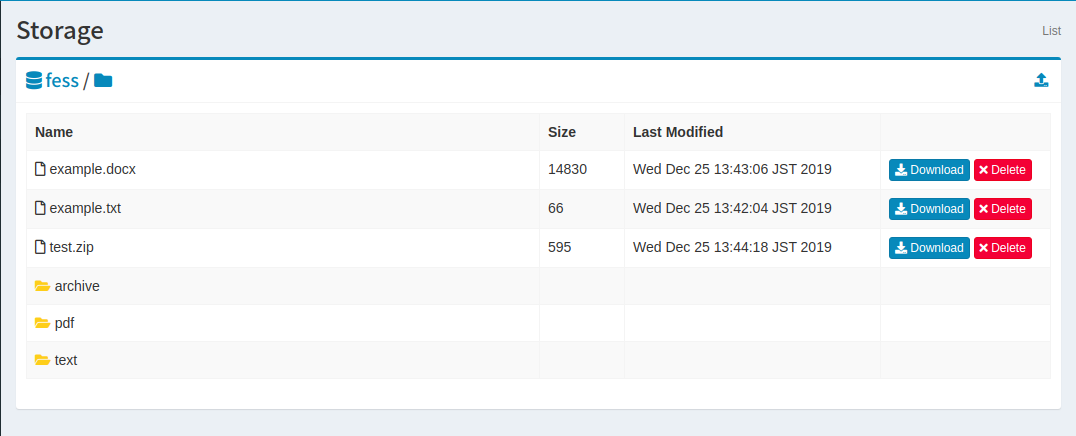 Storage
List
fess /
Name Size Last Modified
example.docx 14830 Wed Dec 25 13:43:06 JST 2019 Download Delete
example.txt 66 Wed Dec 25 13:42:04 JST 2019 Download Delete
test.zip 595 Wed Dec 25 13:44:18 JST 2019 Download Delete
archive
pdf
text